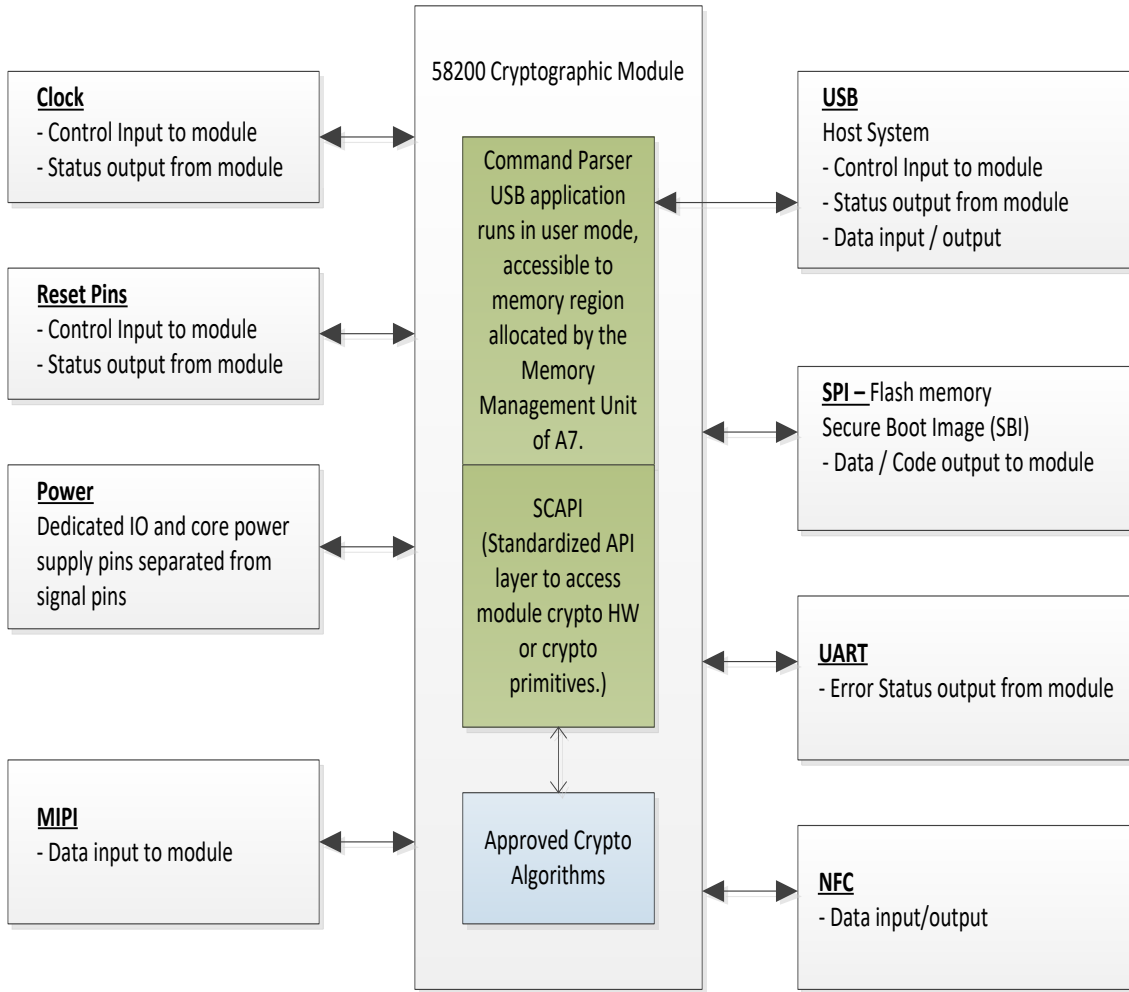 58200 Cryptographic Module
Clock
- Control Input to module
- Status output from module
Reset Pins
- Control Input to module
- Status output from module
Power
Dedicated IO and core power
supply pins separated from
signal pins
MIPI
- Data input to module
Command Parser
USB application
runs in user mode,
accessible to
memory region
allocated by the
Memory
Management Unit
of A7.
SCAPI
(Standardized API
layer to access
module crypto HW
or crypto
primitives.)
Approved Crypto
Algorithms
USB
Host System
- Control Input to module
- Status output from module
- Data input / output
SPI – Flash memory
Secure Boot Image (SBI)
- Data / Code output to module
UART
- Error Status output from module
NFC
- Data input/output